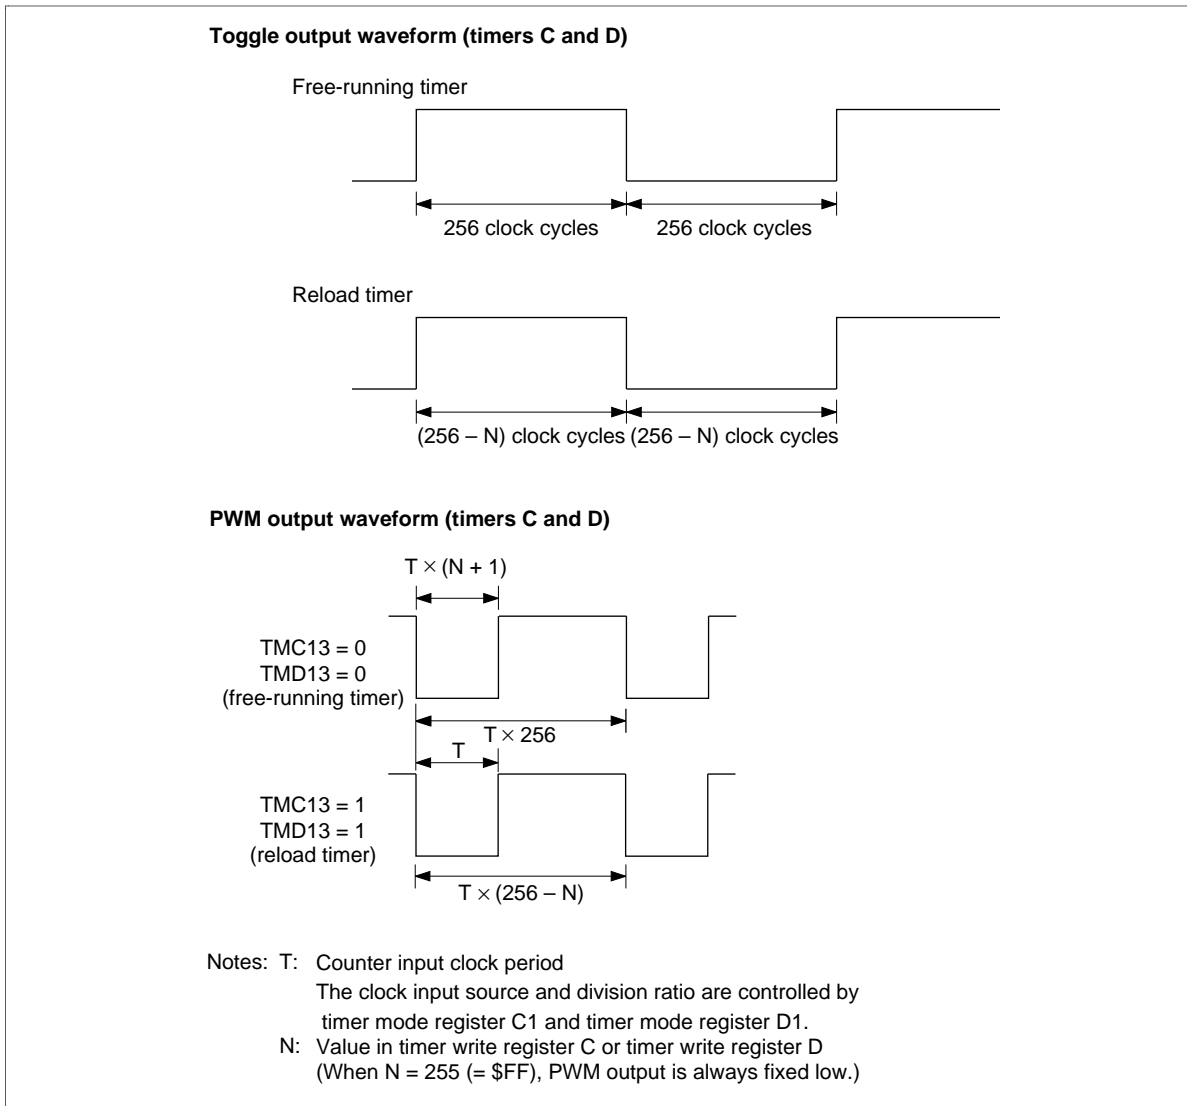 Toggle output waveform (timers C and D)
Free-running timer
256 clock cycles 256 clock cycles
Reload timer
(256 – N) clock cycles (256 – N) clock cycles
PWM output waveform (timers C and D)
T × (N + 1)
TMC13 = 0
TMD13 = 0
(free-running timer)
T × 256
T
TMC13 = 1
TMD13 = 1
(reload timer)
T × (256 – N)
Notes: T: Counter input clock period
The clock input source and division ratio are controlled by
timer mode register C1 and timer mode register D1.
N: Value in timer write register C or timer write register D
(When N = 255 (= $FF), PWM output is always fixed low.)